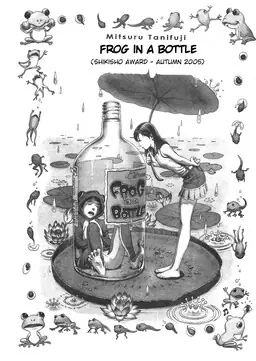 Mitsuru Tanifuji
FROG IN A BOTTLE
(SHIKISHO AWARD - AUTUMN 2005)
FROG
BOTTLE